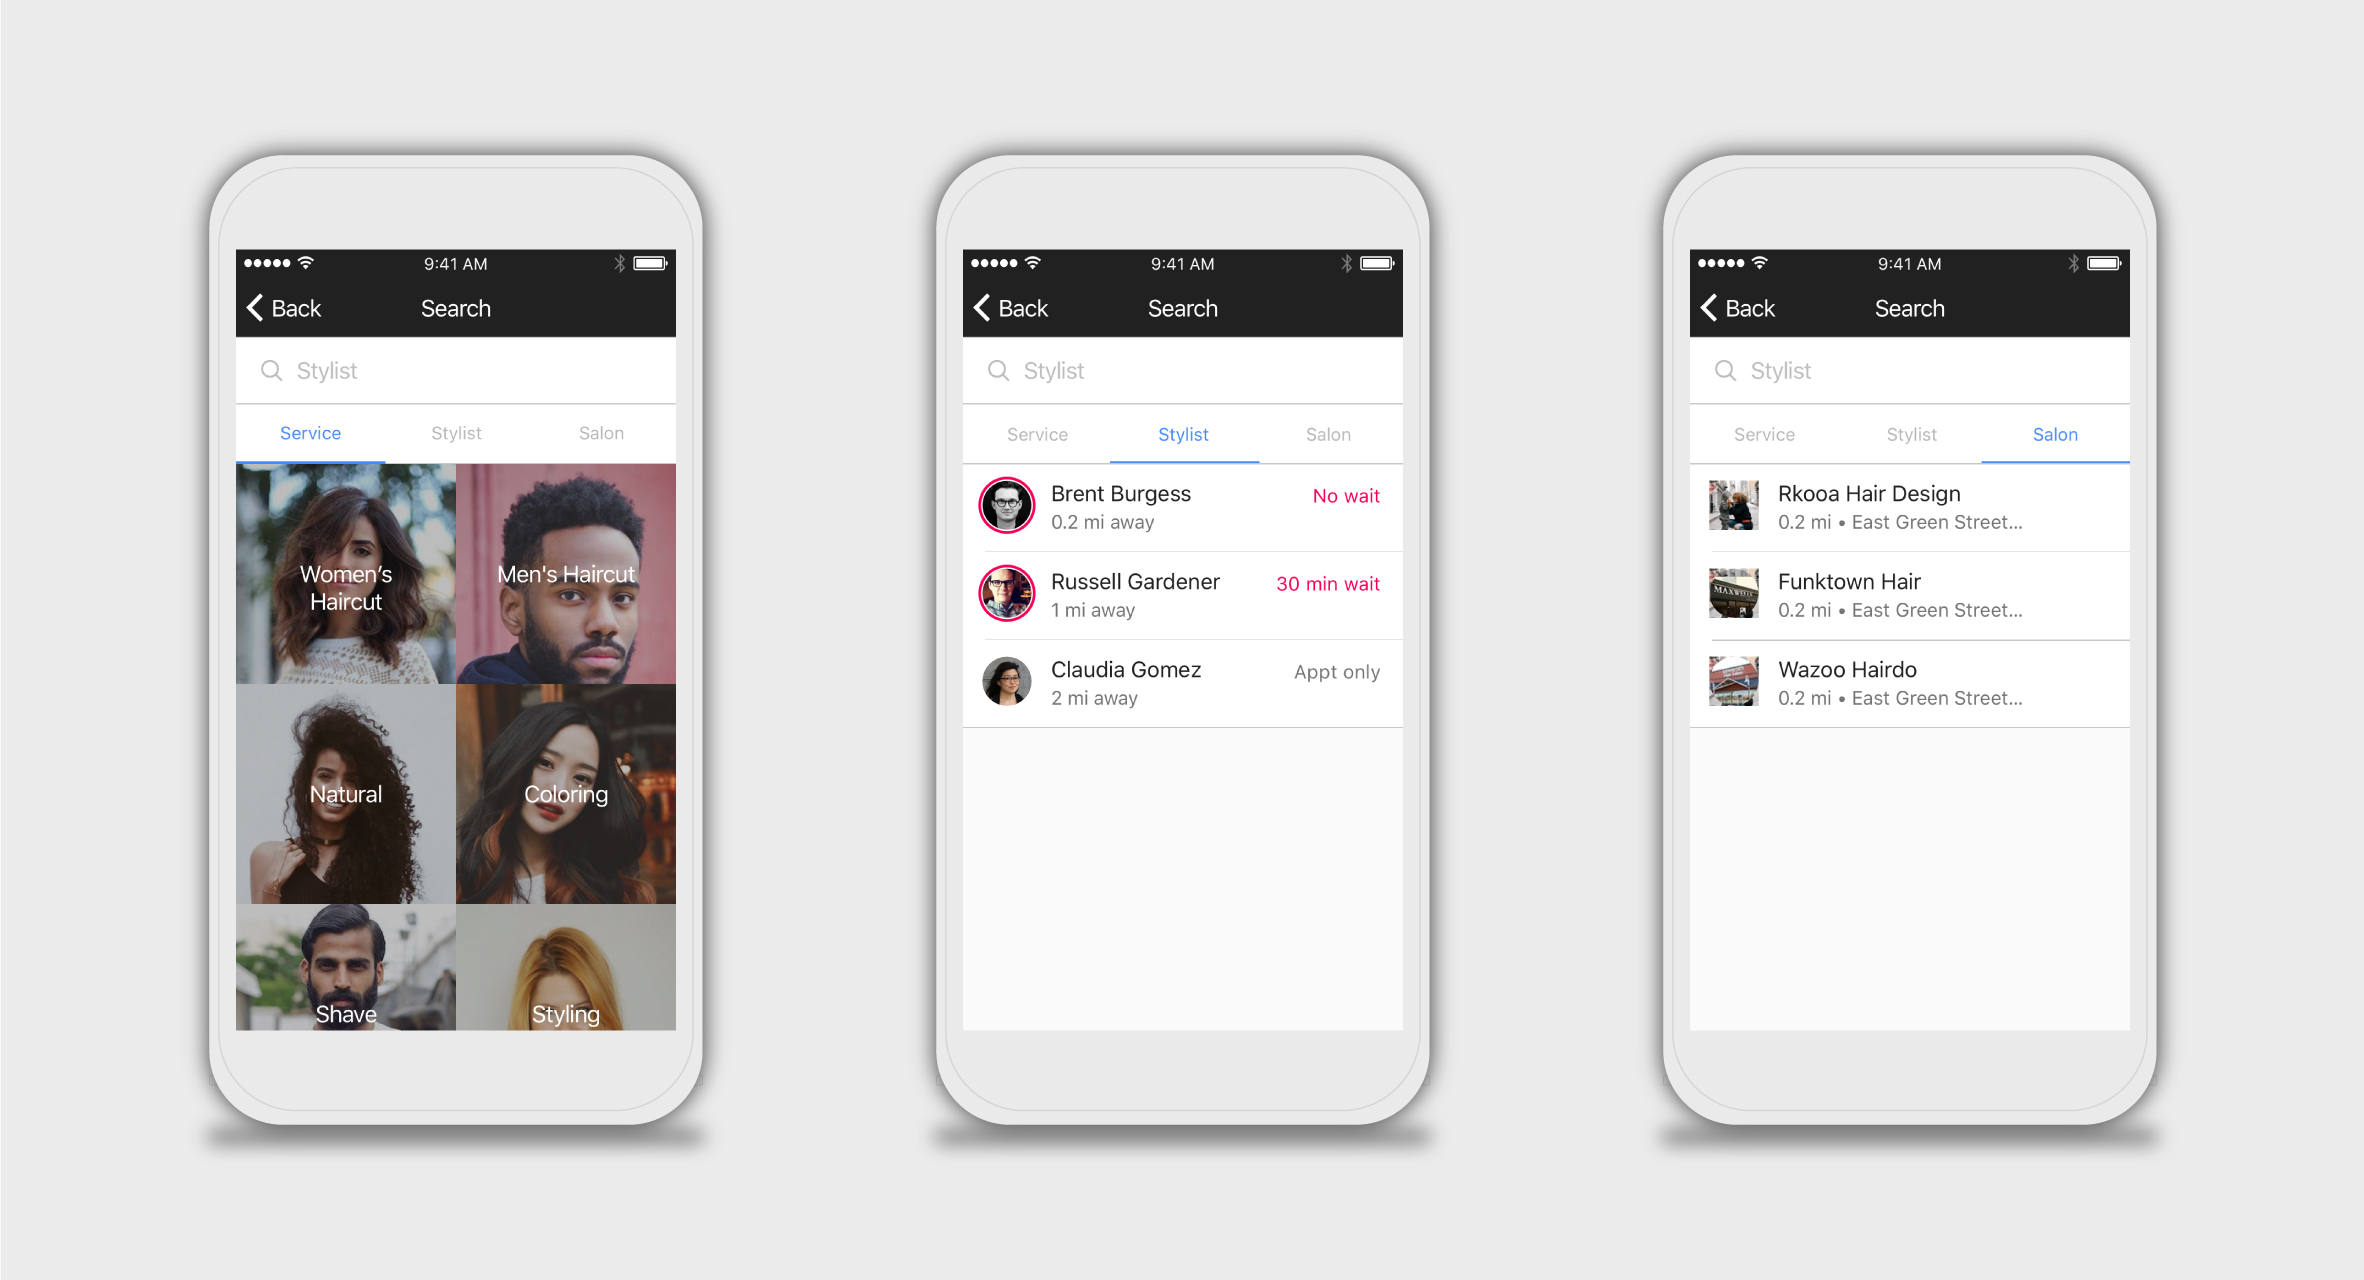 9:41 AM
Back
Search
Stylist
Service
Stylist
Salon
Women’s
Haircut
Men's Haircut
Natural
Coloring
Shave
Styling
9:41 AM
Back
Search
Stylist
Service
Stylist
Salon
Brent Burgess
No wait
0.2 mi away
Russell Gardener
30 min wait
1 mi away
Claudia Gomez
Appt only
2 mi away
9:41 AM
Back
Search
Stylist
Service
Stylist
Salon
Rkooa Hair Design
0.2 mi • East Green Street...
Funktown Hair
0.2 mi • East Green Street...
Wazoo Hairdo
0.2 mi • East Green Street...